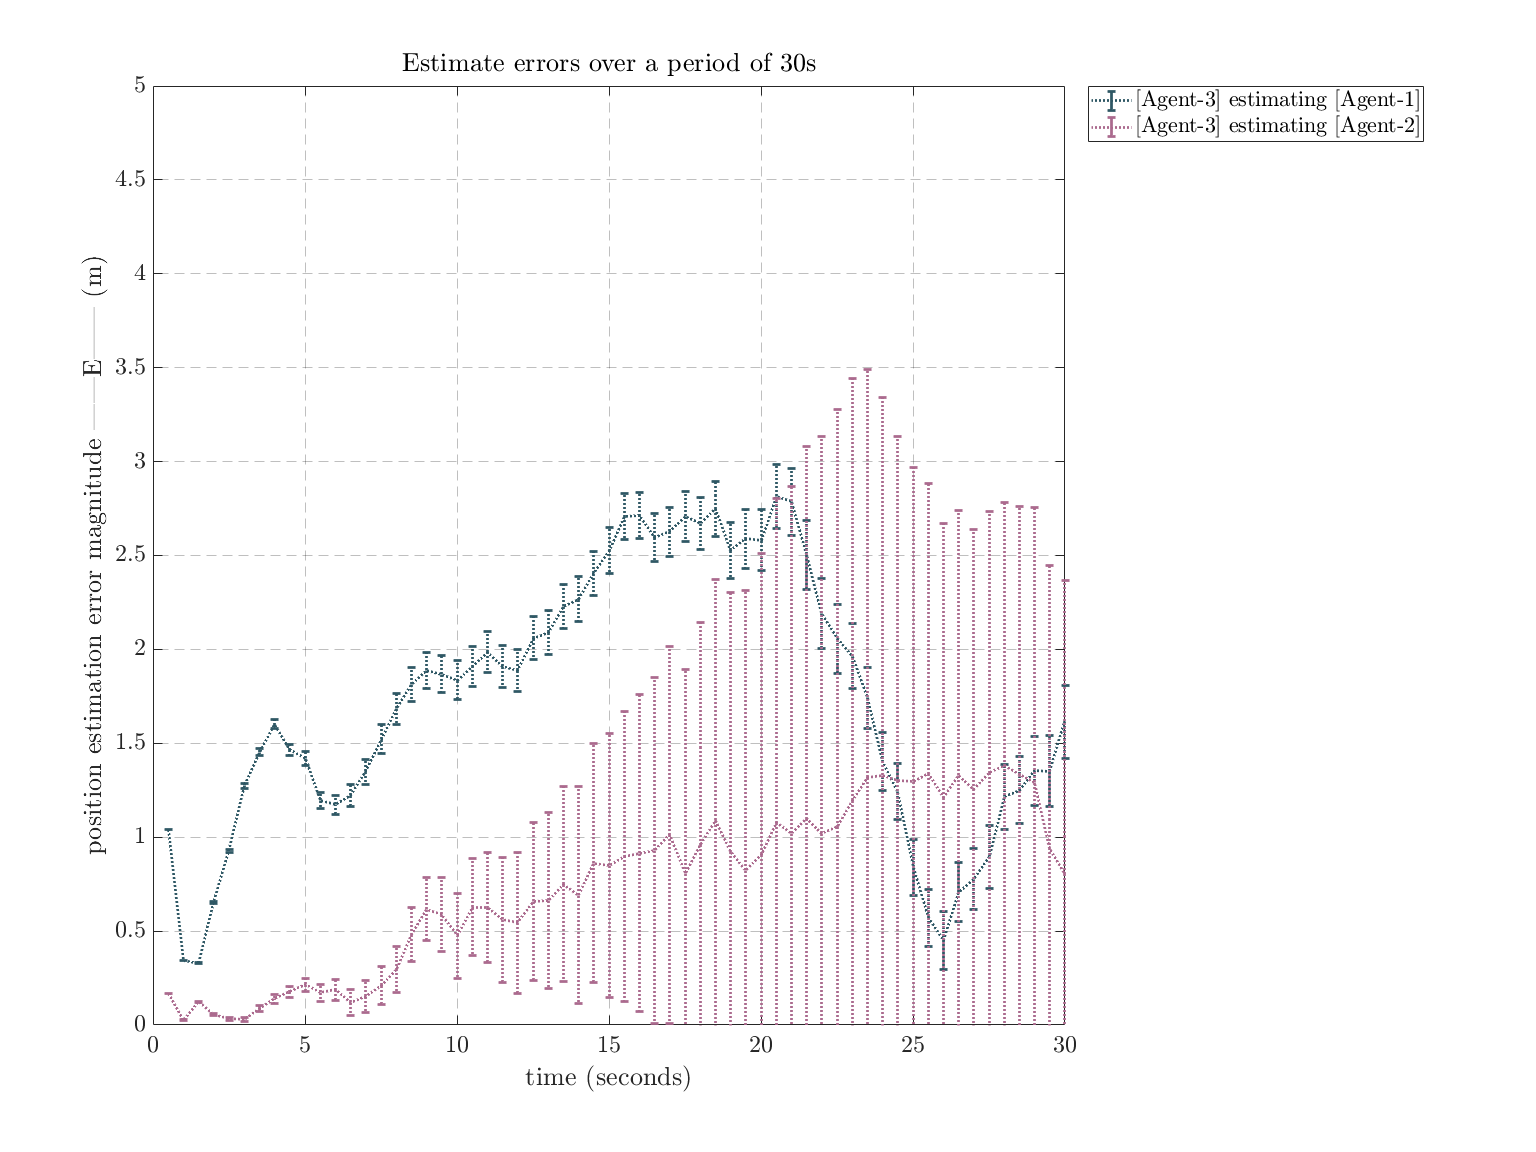 Estimate errors over a period of 30s
[Agent-3] estimating [Agent-1]
[Agent-3] estimating [Agent-2]
position estimation error magnitude ——E—— (m)
5
4.5
4
3.5
3
2.5
2
1.5
1
0.5
0
0 5 10 15 20 25 30
time (seconds)